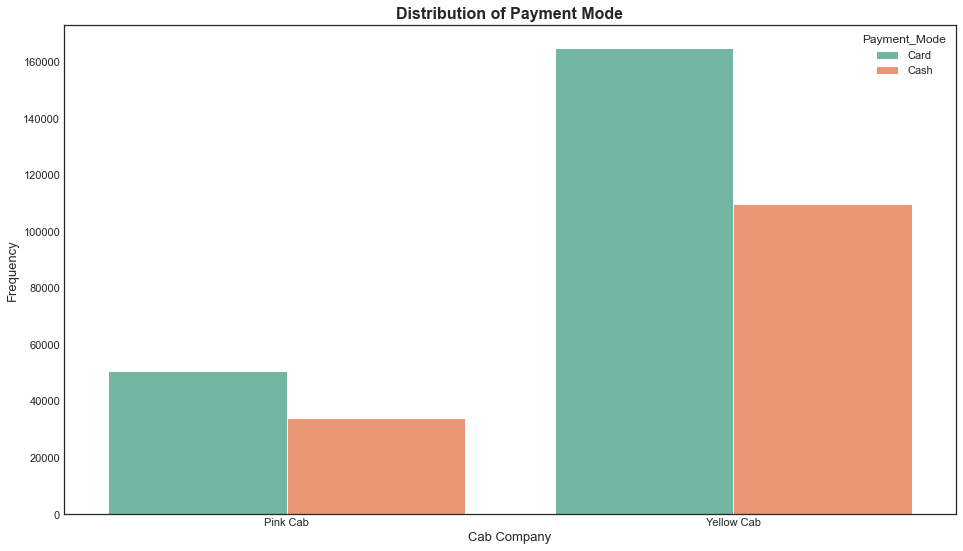 Distribution of Payment Mode
Payment_Mode
Card
Cash
Frequency
160000
140000
120000
100000
80000
60000
40000
20000
0
Pink Cab
Yellow Cab
Cab Company